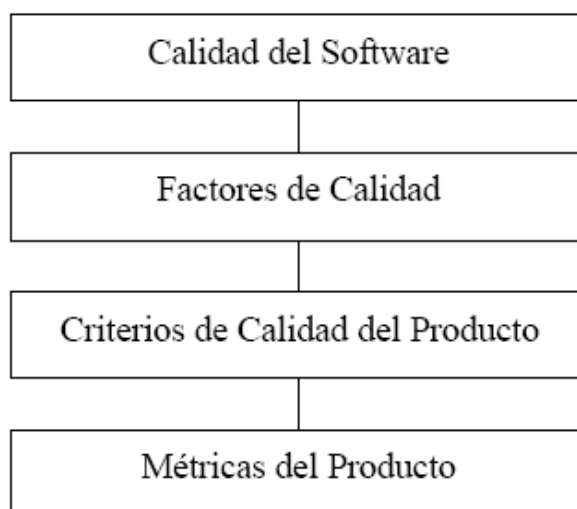 Calidad del Software
Factores de Calidad
Criterios de Calidad del Producto
Métricas del Producto